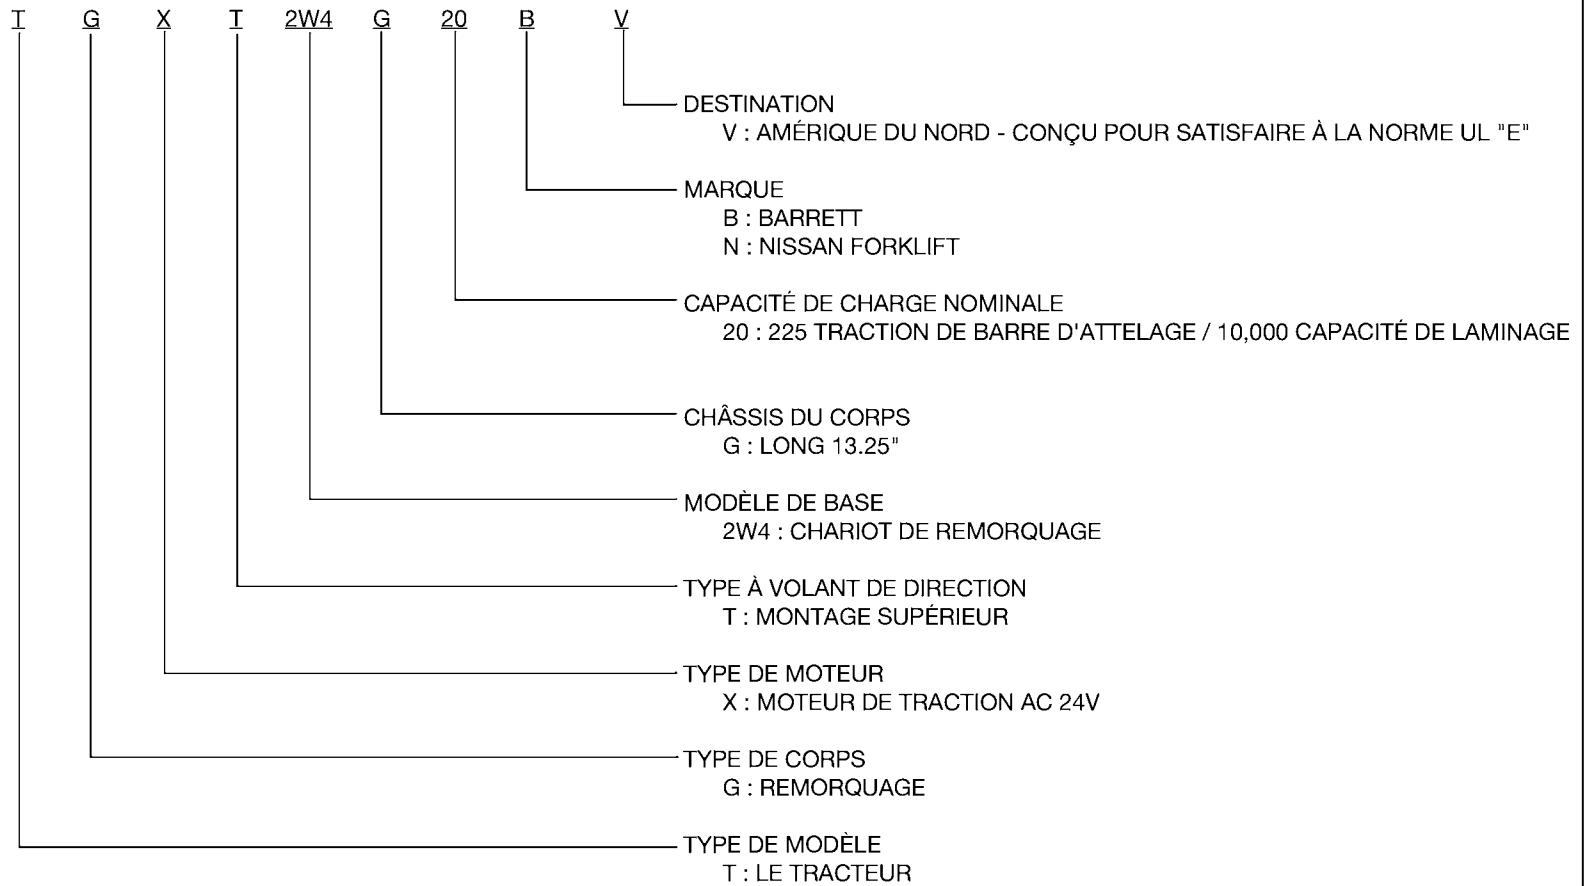 T G X T 2W4 G 20 B V
DESTINATION
V : AMÉRIQUE DU NORD - CONÇU POUR SATISFAIRE À LA NORME UL "E"
MARQUE
B : BARRETT
N : NISSAN FORKLIFT
CAPACITÉ DE CHARGE NOMINALE
20 : 225 TRACTION DE BARRE D'ATTELAGE / 10,000 CAPACITÉ DE LAMINAGE
CHÂSSIS DU CORPS
G : LONG 13.25"
MODÈLE DE BASE
2W4 : CHARIOT DE REMORQUAGE
TYPE À VOLANT DE DIRECTION
T : MONTAGE SUPÉRIEUR
TYPE DE MOTEUR
X : MOTEUR DE TRACTION AC 24V
TYPE DE CORPS
G : REMORQUAGE
TYPE DE MODÈLE
T : LE TRACTEUR